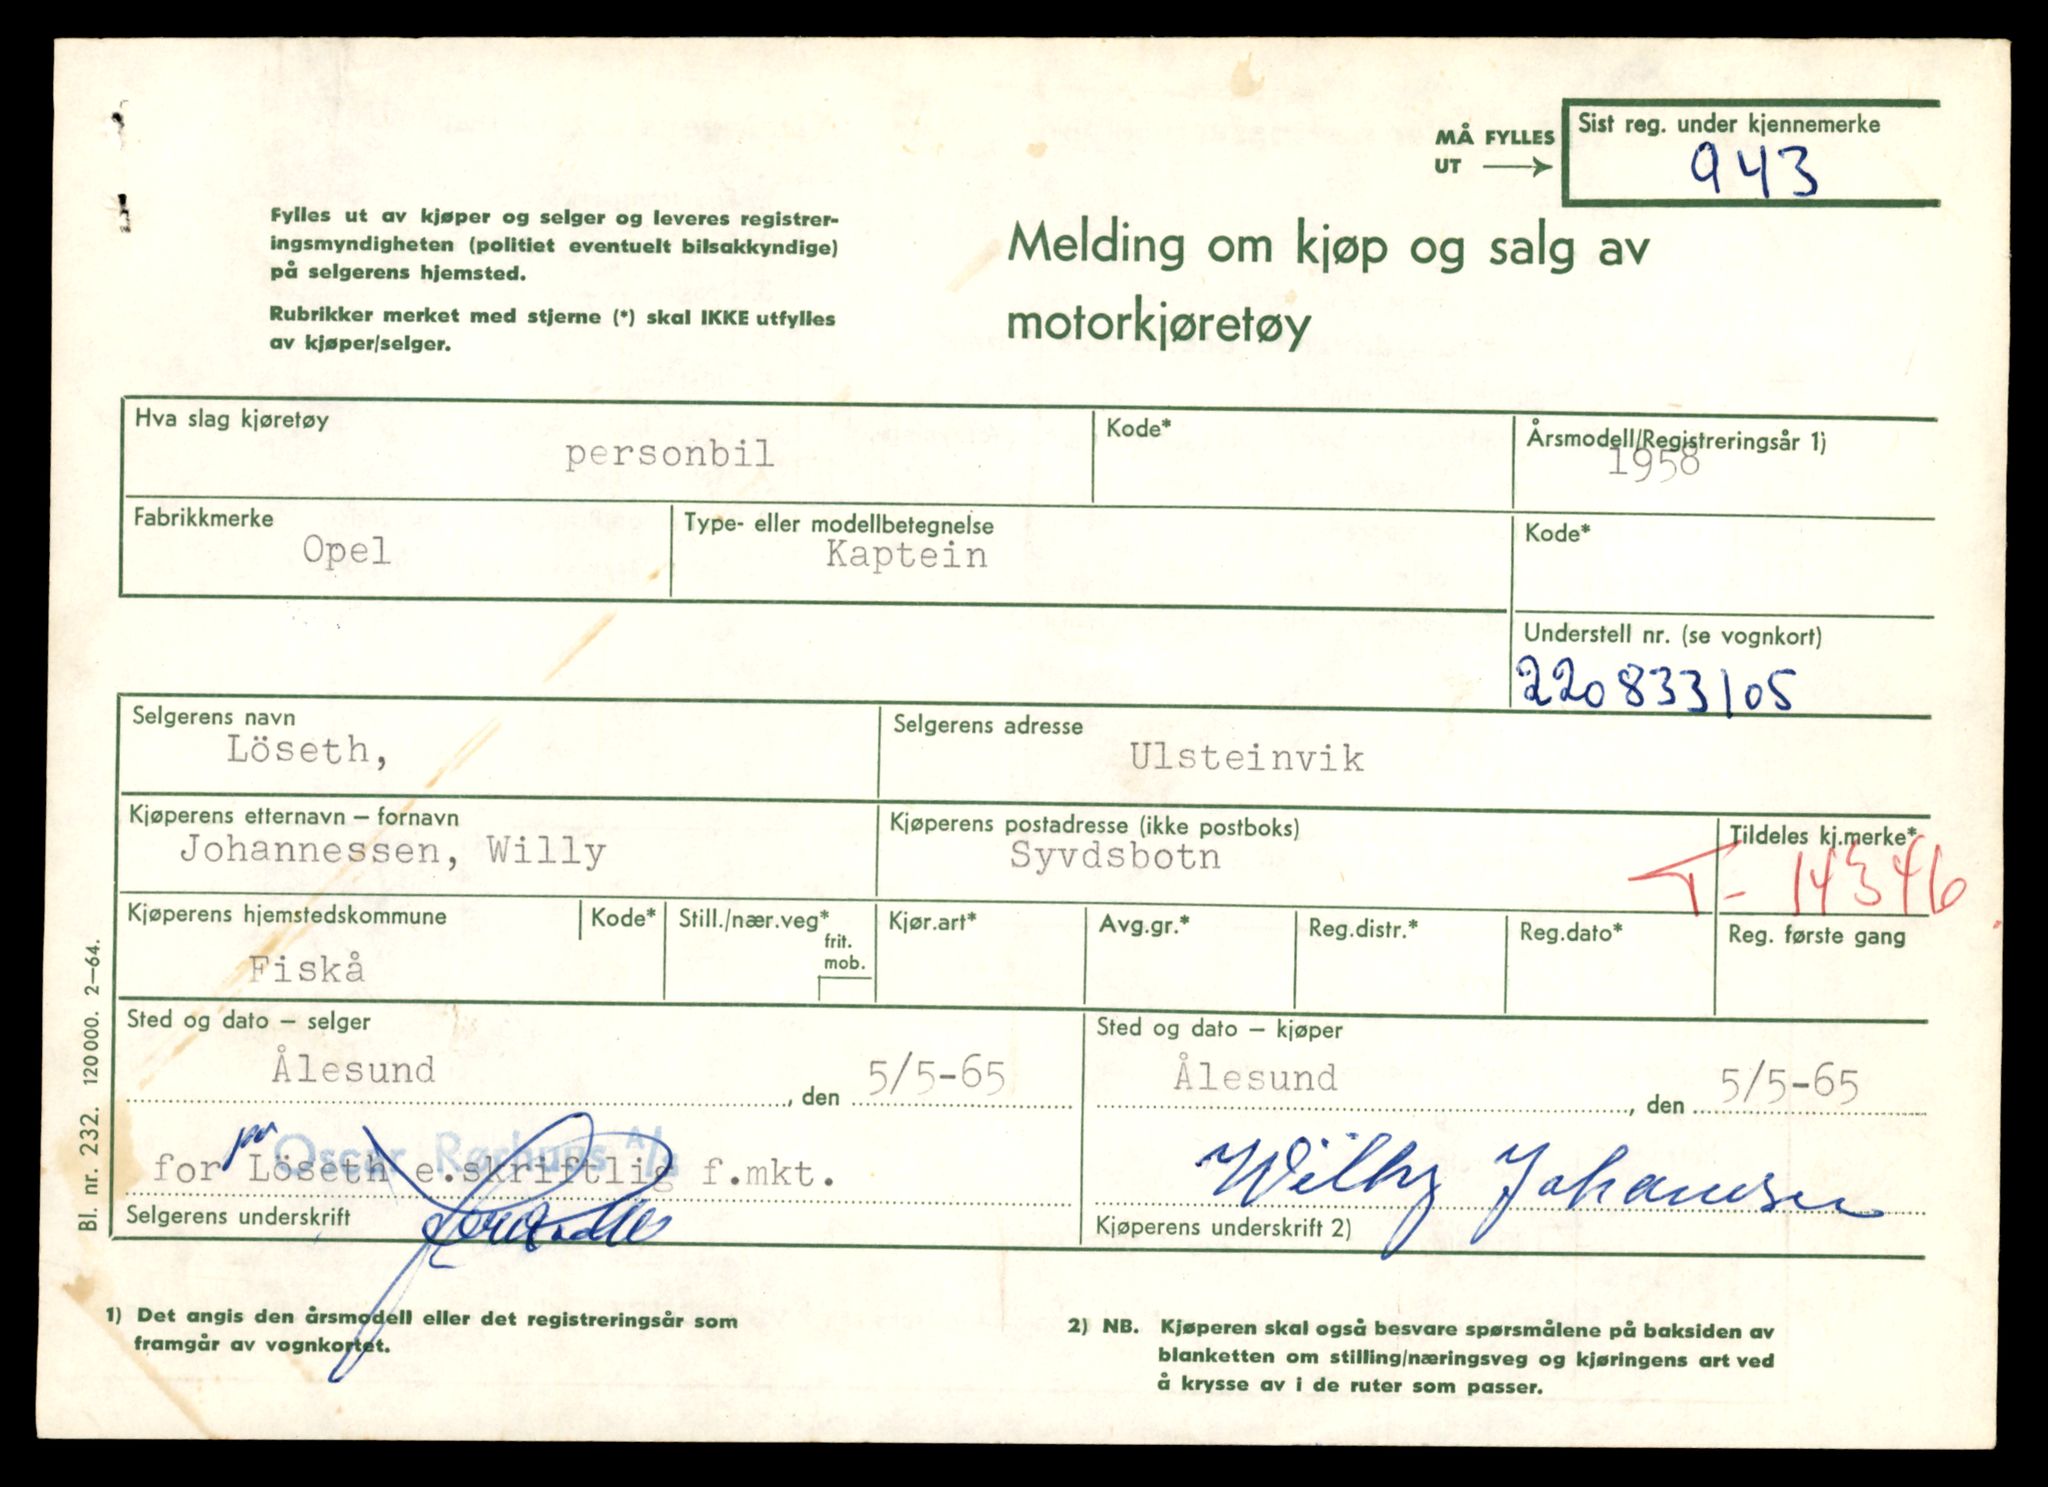 MÅ FYLLES
UT
Sist reg. under kjennemerke
943
Fylles ut av kjøper og selger og leveres registrer-
ingsmyndigheten (politiet eventuelt bilsakkyndige)
på selgerens hjemsted.
Rubrikker merket med stjerne (*) skal IKKE utfylles
av kjøper/selger.
Melding om kjøp og salg av
motorkjøretøy
Hva slag kjøretøy
personbil
Kode*
Årsmodell/Registreringsår 1)
1958
Fabrikkmerke
Opel
Type- eller modellbetegnelse
Kaptein
Kode*
Understell nr. (se vognkort)
220833105
Selgerens navn
Löseth,
Selgerens adresse
Ulsteinvik
Kjøperens etternavn – fornavn
Johannessen, Willy
Kjøperens postadresse (ikke postboks)
Syvdsbotn
Tildeles kj.merke*
T- 14346
Kjøperens hjemstedskommune
Fiskå
Kode*
Still./nær.veg*
frit.
mob.
Kjør.art*
Avg.gr.*
Reg.distr.*
Reg.dato*
Reg. første gang
Sted og dato – selger
Ålesund , den 5/5-65
Sted og dato – kjøper
Ålesund , den 5/5-65
pr Oscar Rørhuus A/S
for Löseth e.skriftlig f.mkt.
Selgerens underskrift
Willy Johansen
Kjøperens underskrift 2)
1) Det angis den årsmodell eller det registreringsår som
framgår av vognkortet.
2) NB. Kjøperen skal også besvare spørsmålene på baksiden av
blanketten om stilling/næringsveg og kjøringens art ved
å krysse av i de ruter som passer.
Bl. nr. 232. 120000. 2–64.